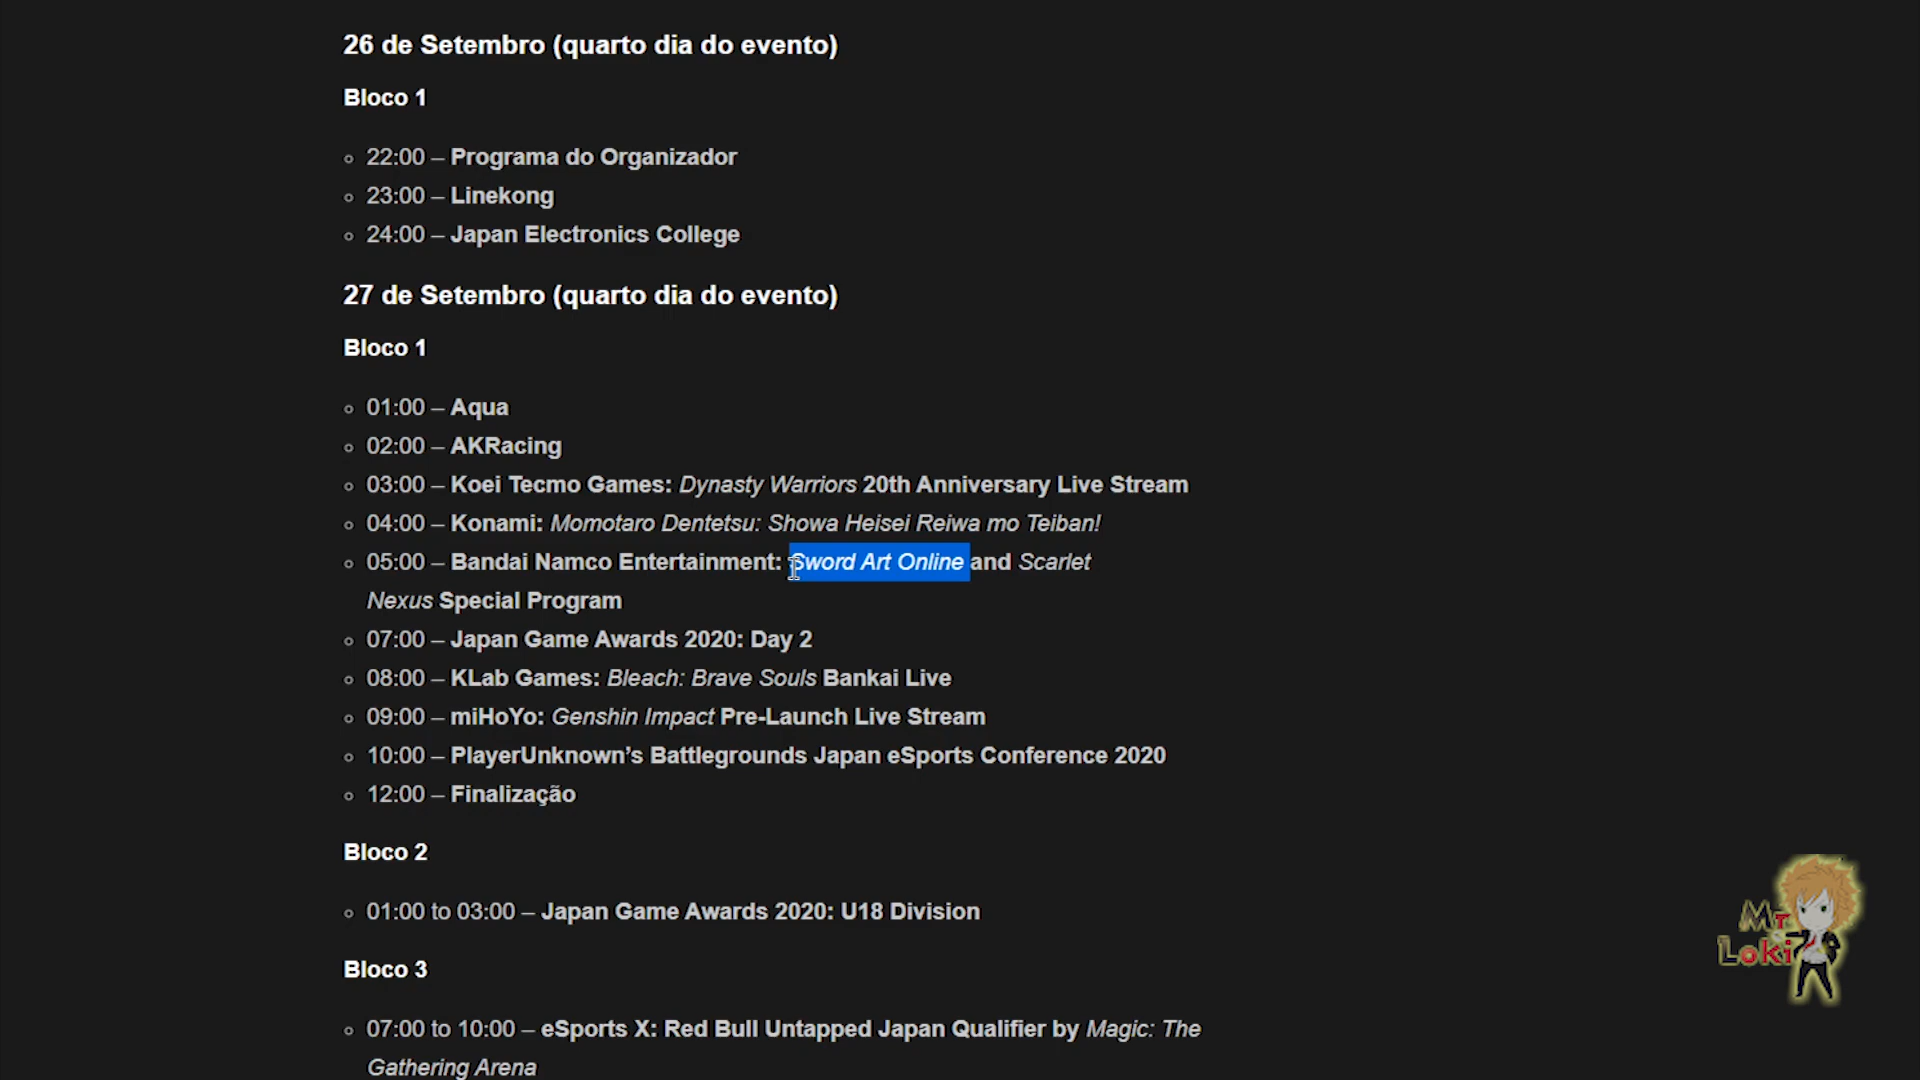 26 de Setembro (quarto dia do evento)
Bloco 1
22:00 – Programa do Organizador
23:00 – Linekong
24:00 – Japan Electronics College
27 de Setembro (quarto dia do evento)
Bloco 1
01:00 – Aqua
02:00 – AKRacing
03:00 – Koei Tecmo Games: Dynasty Warriors 20th Anniversary Live Stream
04:00 – Konami: Momotaro Dentetsu: Showa Heisei Reiwa mo Teiban!
05:00 – Bandai Namco Entertainment: Sword Art Online and Scarlet
Nexus Special Program
07:00 – Japan Game Awards 2020: Day 2
08:00 – KLab Games: Bleach: Brave Souls Bankai Live
09:00 – miHoYo: Genshin Impact Pre-Launch Live Stream
10:00 – PlayerUnknown’s Battlegrounds Japan eSports Conference 2020
12:00 – Finalização
Bloco 2
01:00 to 03:00 – Japan Game Awards 2020: U18 Division
Bloco 3
07:00 to 10:00 – eSports X: Red Bull Untapped Japan Qualifier by Magic: The
Gathering Arena
Mr
Loki